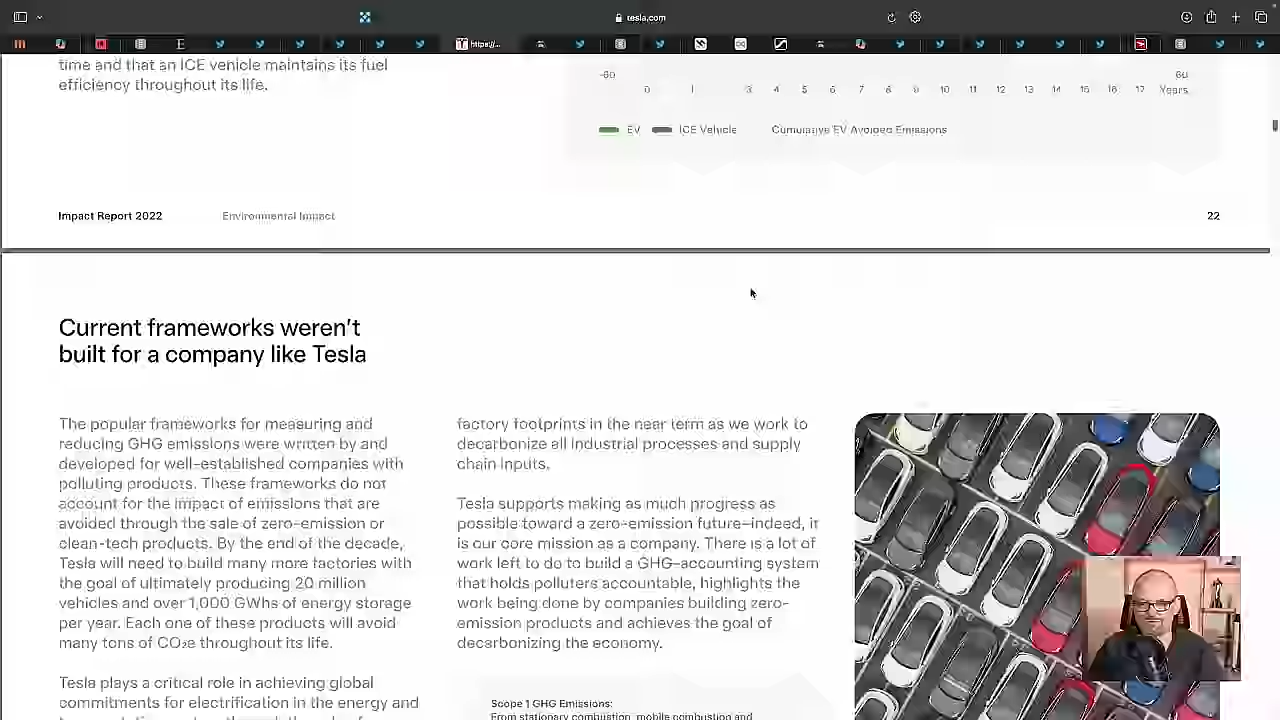 tesla.com
https://...
time and that an ICE vehicle maintains its fuel
efficiency throughout its life.
-60
60
0 1 3 4 5 6 7 8 9 10 11 12 13 14 15 16 17 Years
EV ICE Vehicle Cumulative EV Avoided Emissions
Impact Report 2022 Environmental Impact 22
Current frameworks weren't
built for a company like Tesla
The popular frameworks for measuring and
reducing GHG emissions were written by and
developed for well-established companies with
polluting products. These frameworks do not
account for the impact of emissions that are
avoided through the sale of zero-emission or
clean-tech products. By the end of the decade,
Tesla will need to build many more factories with
the goal of ultimately producing 20 million
vehicles and over 1,000 GWhs of energy storage
per year. Each one of these products will avoid
many tons of CO₂e throughout its life.
Tesla plays a critical role in achieving global
commitments for electrification in the energy and
factory footprints in the near term as we work to
decarbonize all industrial processes and supply
chain inputs.
Tesla supports making as much progress as
possible toward a zero-emission future–indeed, it
is our core mission as a company. There is a lot of
work left to do to build a GHG-accounting system
that holds polluters accountable, highlights the
work being done by companies building zero-
emission products and achieves the goal of
decarbonizing the economy.
Scope 1 GHG Emissions:
From stationary combustion, mobile combustion and